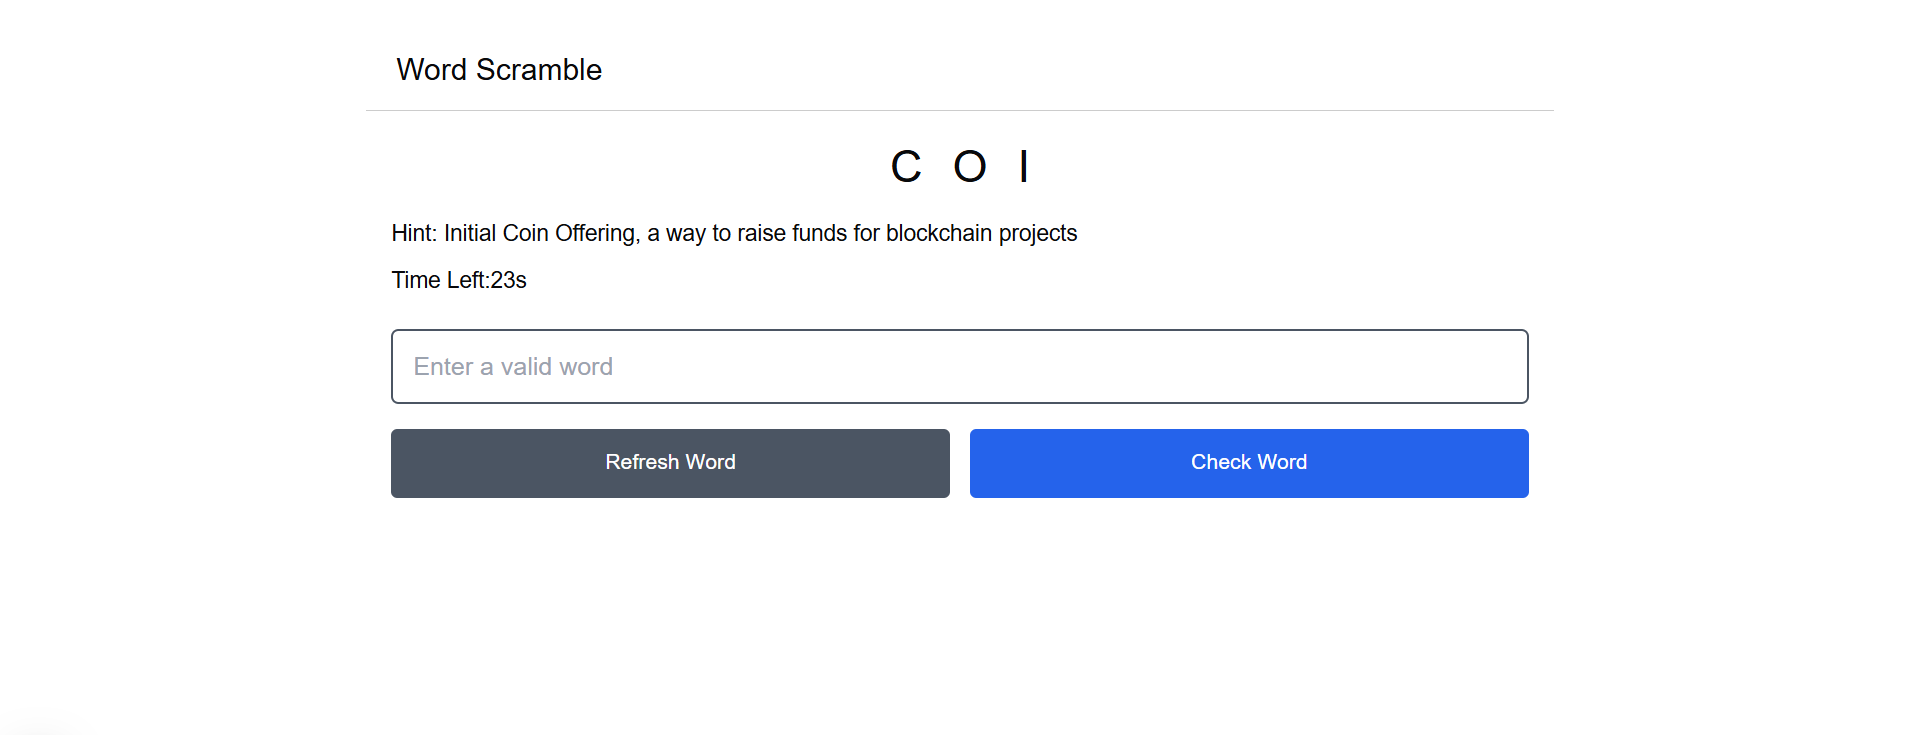 Word Scramble
C O I
Hint: Initial Coin Offering, a way to raise funds for blockchain projects
Time Left:23s
Enter a valid word
Refresh Word
Check Word